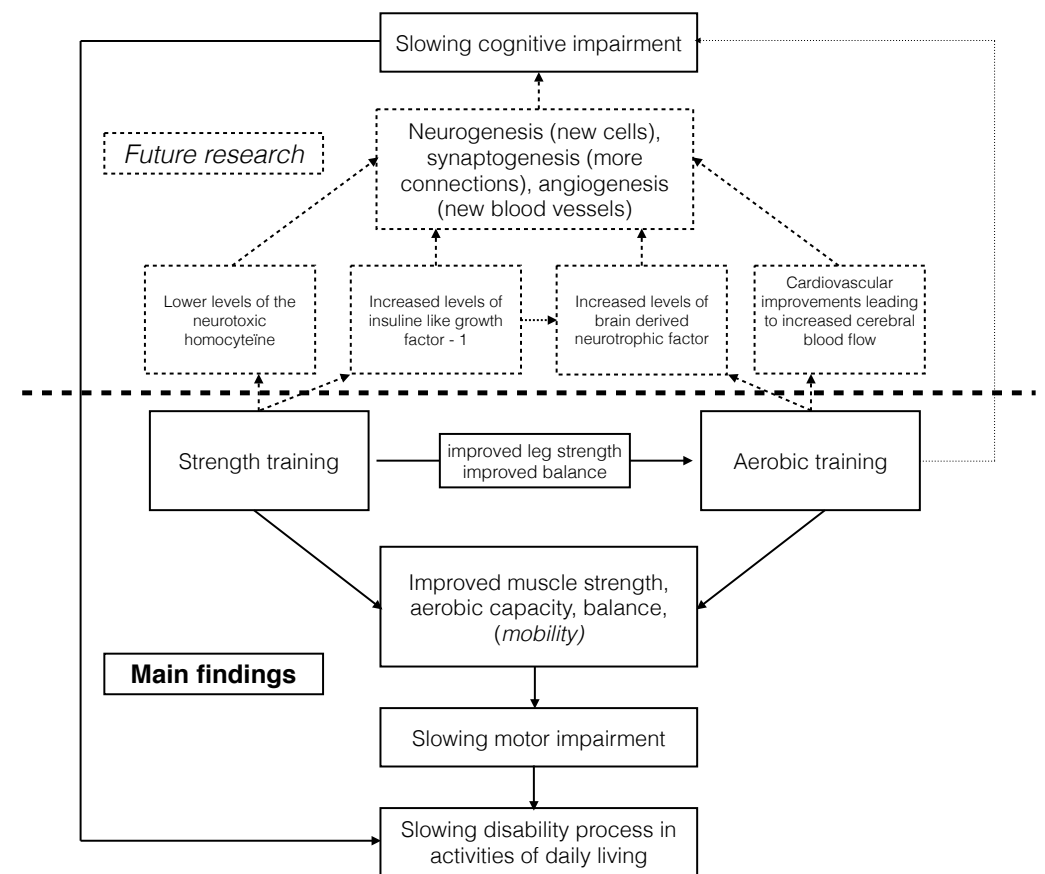 Slowing cognitive impairment
Future research
Neurogenesis (new cells),
synaptogenesis (more
connections), angiogenesis
(new blood vessels)
Lower levels of the
neurotoxic
homocyteïne
Increased levels of
insuline like growth
factor - 1
Increased levels of
brain derived
neurotrophic factor
Cardiovascular
improvements leading
to increased cerebral
blood flow
Strength training
improved leg strength
improved balance
Aerobic training
Improved muscle strength,
aerobic capacity, balance,
(mobility)
Main findings
Slowing motor impairment
Slowing disability process in
activities of daily living